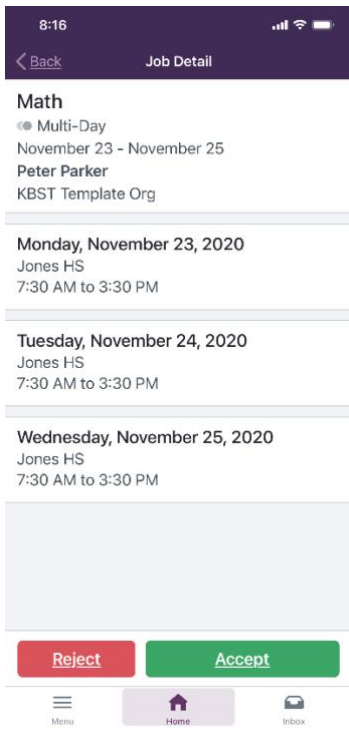 8:16
Back Job Detail
Math
Multi-Day
November 23 - November 25
Peter Parker
KBST Template Org
Monday, November 23, 2020
Jones HS
7:30 AM to 3:30 PM
Tuesday, November 24, 2020
Jones HS
7:30 AM to 3:30 PM
Wednesday, November 25, 2020
Jones HS
7:30 AM to 3:30 PM
Reject Accept
Menu Home Inbox